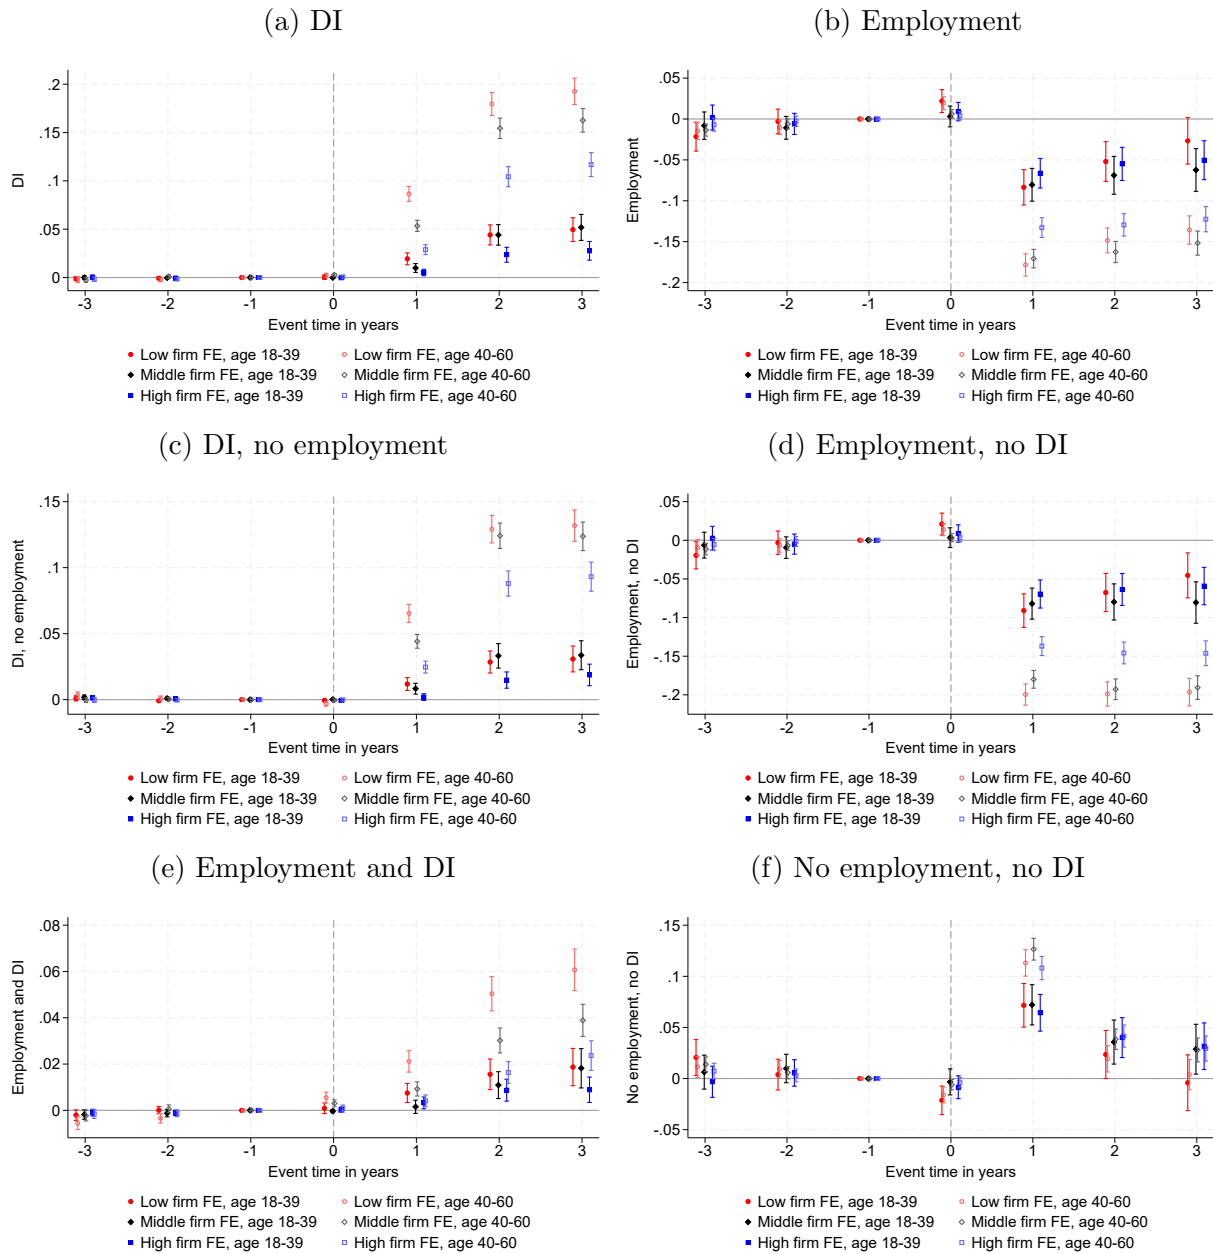 (a) DI
DI
.2
.15
.1
.05
0
-3 -2 -1 0 1 2 3
Event time in years
Low firm FE, age 18-39 Low firm FE, age 40-60
Middle firm FE, age 18-39 Middle firm FE, age 40-60
High firm FE, age 18-39 High firm FE, age 40-60
(b) Employment
Employment
.05
0
-.05
-.1
-.15
-.2
-3 -2 -1 0 1 2 3
Event time in years
Low firm FE, age 18-39 Low firm FE, age 40-60
Middle firm FE, age 18-39 Middle firm FE, age 40-60
High firm FE, age 18-39 High firm FE, age 40-60
(c) DI, no employment
DI, no employment
.15
.1
.05
0
-3 -2 -1 0 1 2 3
Event time in years
Low firm FE, age 18-39 Low firm FE, age 40-60
Middle firm FE, age 18-39 Middle firm FE, age 40-60
High firm FE, age 18-39 High firm FE, age 40-60
(d) Employment, no DI
Employment, no DI
.05
0
-.05
-.1
-.15
-.2
-3 -2 -1 0 1 2 3
Event time in years
Low firm FE, age 18-39 Low firm FE, age 40-60
Middle firm FE, age 18-39 Middle firm FE, age 40-60
High firm FE, age 18-39 High firm FE, age 40-60
(e) Employment and DI
Employment and DI
.08
.06
.04
.02
0
-3 -2 -1 0 1 2 3
Event time in years
Low firm FE, age 18-39 Low firm FE, age 40-60
Middle firm FE, age 18-39 Middle firm FE, age 40-60
High firm FE, age 18-39 High firm FE, age 40-60
(f) No employment, no DI
No employment, no DI
.15
.1
.05
0
-.05
-3 -2 -1 0 1 2 3
Event time in years
Low firm FE, age 18-39 Low firm FE, age 40-60
Middle firm FE, age 18-39 Middle firm FE, age 40-60
High firm FE, age 18-39 High firm FE, age 40-60